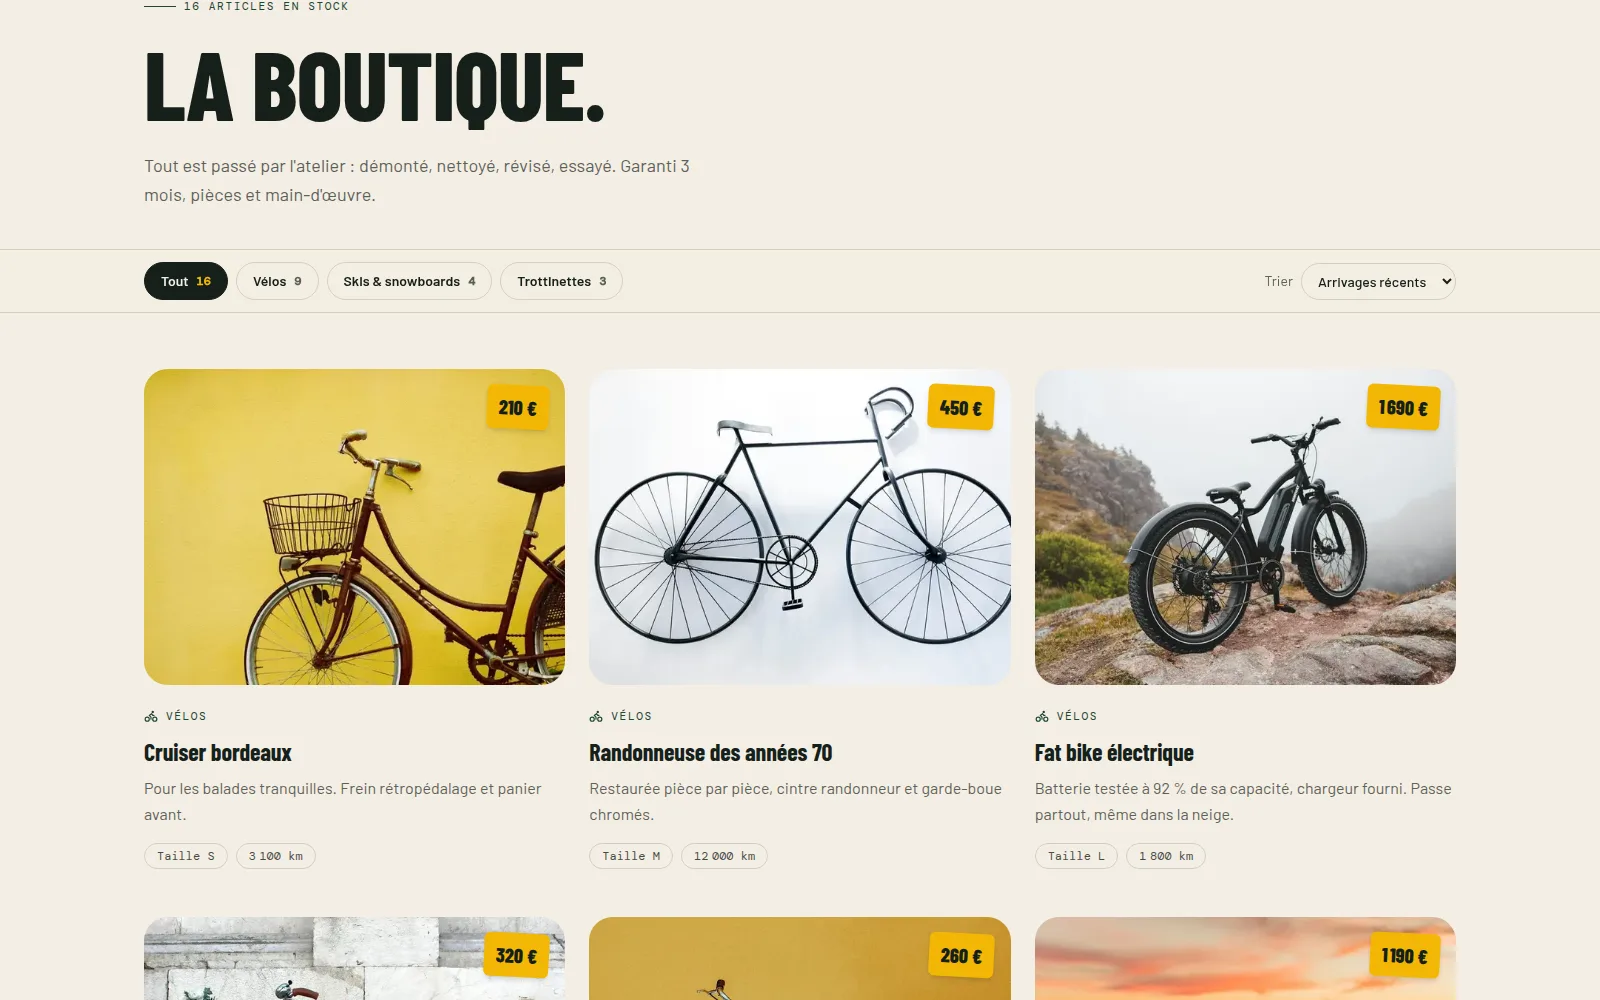 16 ARTICLES EN STOCK
LA BOUTIQUE.
Tout est passé par l'atelier : démonté, nettoyé, révisé, essayé. Garanti 3
mois, pièces et main-d'œuvre.
Tout 16 Vélos 9 Skis & snowboards 4 Trottinettes 3 Trier Arrivages récents
210 € 450 € 1 690 €
VÉLOS VÉLOS VÉLOS
Cruiser bordeaux Randonneuse des années 70 Fat bike électrique
Pour les balades tranquilles. Frein rétropédalage et panier
avant.
Restaurée pièce par pièce, cintre randonneur et garde-boue
chromés.
Batterie testée à 92 % de sa capacité, chargeur fourni. Passe
partout, même dans la neige.
Taille S 3 100 km Taille M 12 000 km Taille L 1 800 km
320 € 260 € 1 190 €